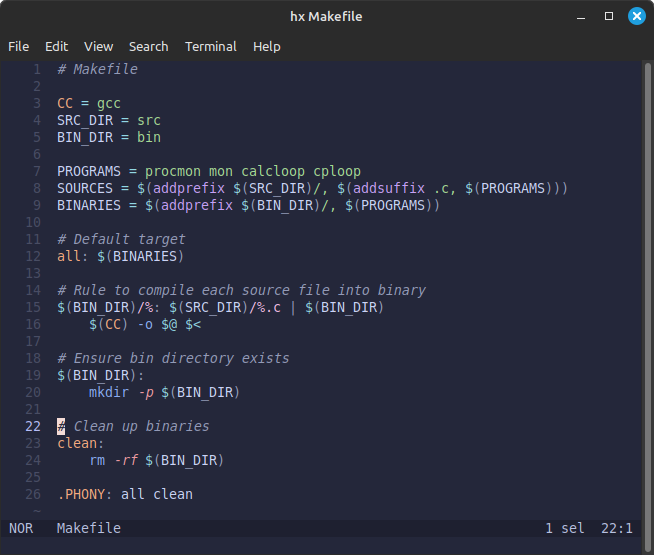 hx Makefile
File Edit View Search Terminal Help
1 # Makefile
2
3 CC = gcc
4 SRC_DIR = src
5 BIN_DIR = bin
6
7 PROGRAMS = procmon mon calcloop cploop
8 SOURCES = $(addprefix $(SRC_DIR)/, $(addsuffix .c, $(PROGRAMS)))
9 BINARIES = $(addprefix $(BIN_DIR)/, $(PROGRAMS))
10
11 # Default target
12 all: $(BINARIES)
13
14 # Rule to compile each source file into binary
15 $(BIN_DIR)/%: $(SRC_DIR)/%.c | $(BIN_DIR)
16     $(CC) -o $@ $<
17
18 # Ensure bin directory exists
19 $(BIN_DIR):
20     mkdir -p $(BIN_DIR)
21
22 # Clean up binaries
23 clean:
24     rm -rf $(BIN_DIR)
25
26 .PHONY: all clean
~
NOR Makefile 1 sel 22:1